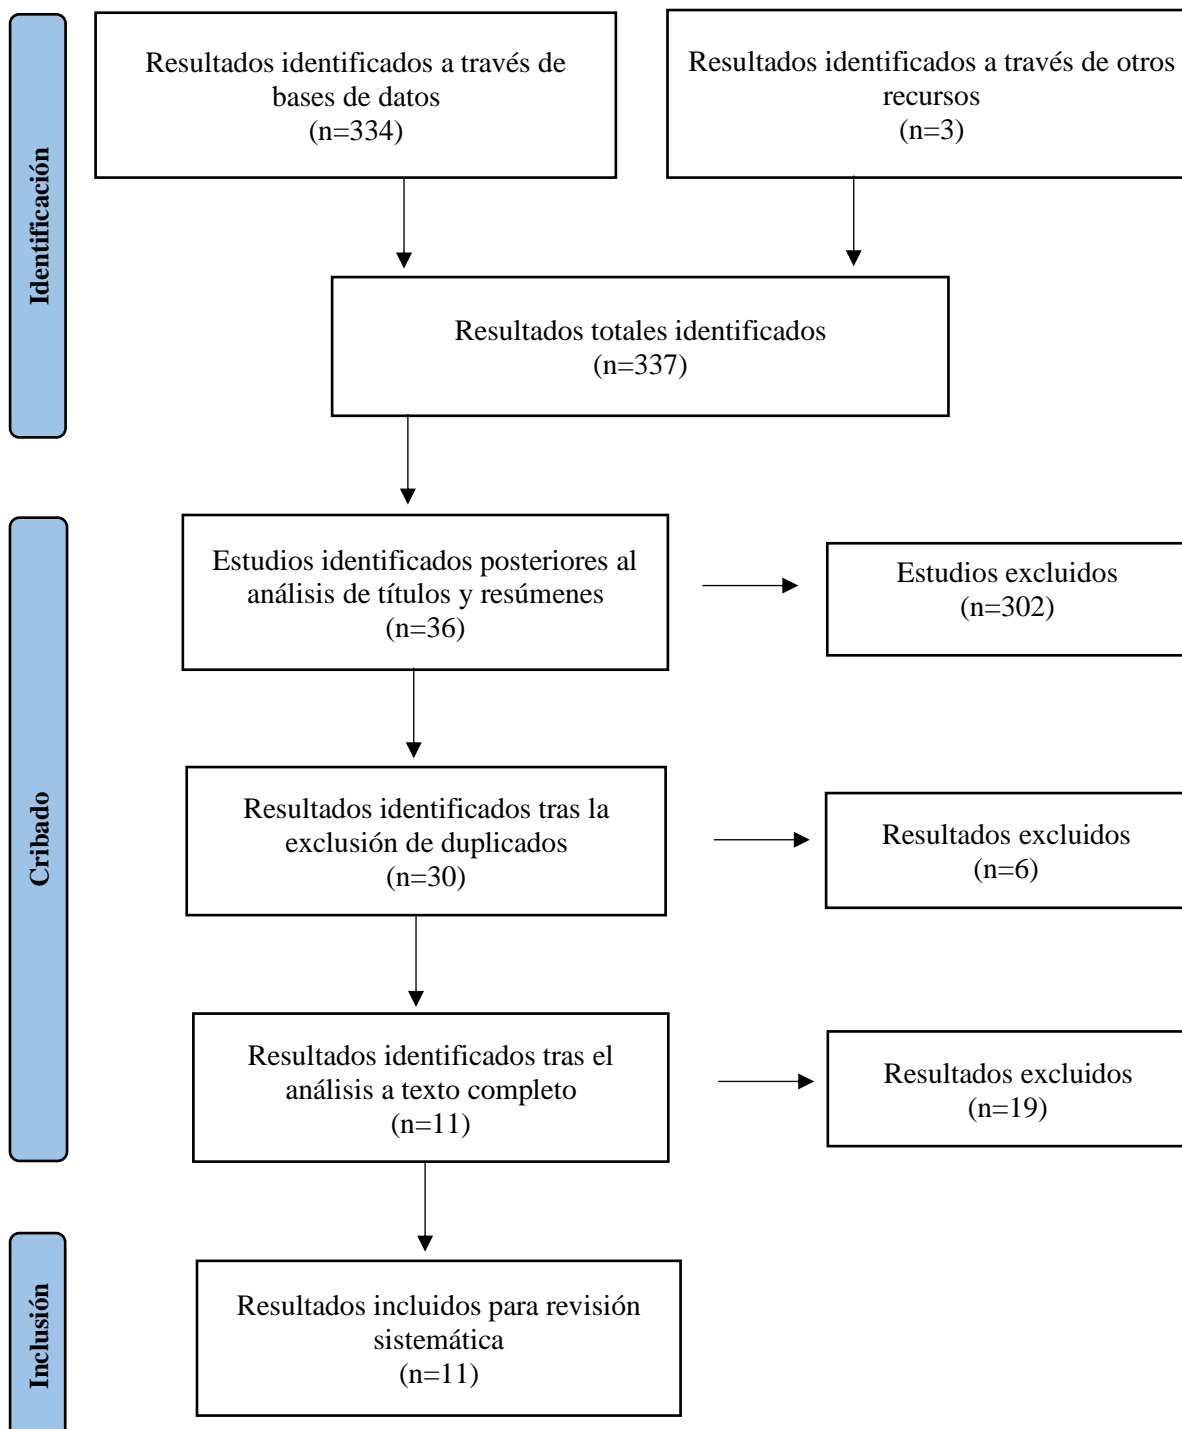 Identificación
Resultados identificados a través de
bases de datos
(n=334)
Resultados identificados a través de otros
recursos
(n=3)
Resultados totales identificados
(n=337)
Cribado
Estudios identificados posteriores al
análisis de títulos y resúmenes
(n=36)
Estudios excluidos
(n=302)
Resultados identificados tras la
exclusión de duplicados
(n=30)
Resultados excluidos
(n=6)
Resultados identificados tras el
análisis a texto completo
(n=11)
Resultados excluidos
(n=19)
Inclusión
Resultados incluidos para revisión
sistemática
(n=11)